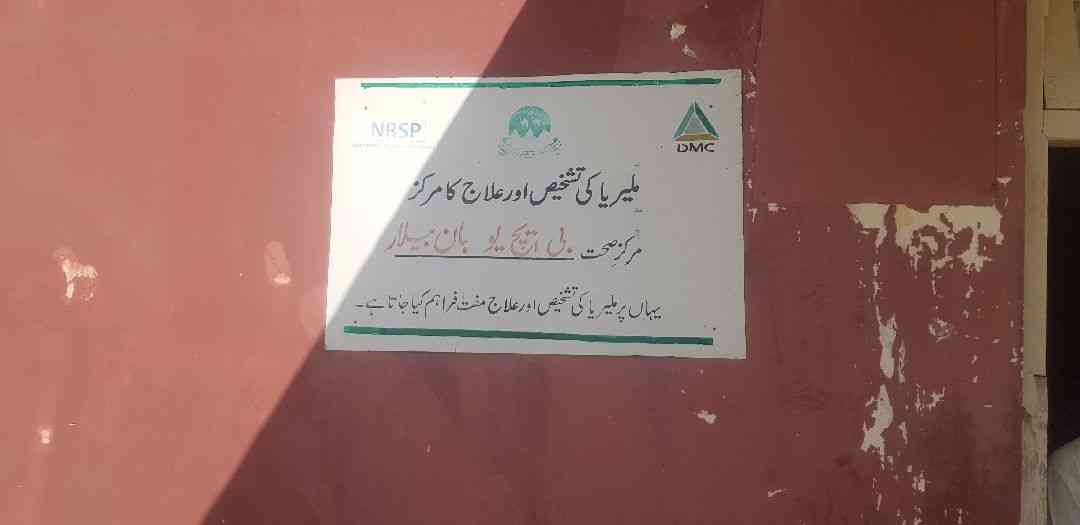 NRSP
DMC
ملیریا کی تشخیص اور علاج کا مرکز
مرکز صحت بی ایچ یو بان بیلار
یہاں پر ملیریا کی تشخیص اور علاج مفت فراہم کیا جاتا ہے۔